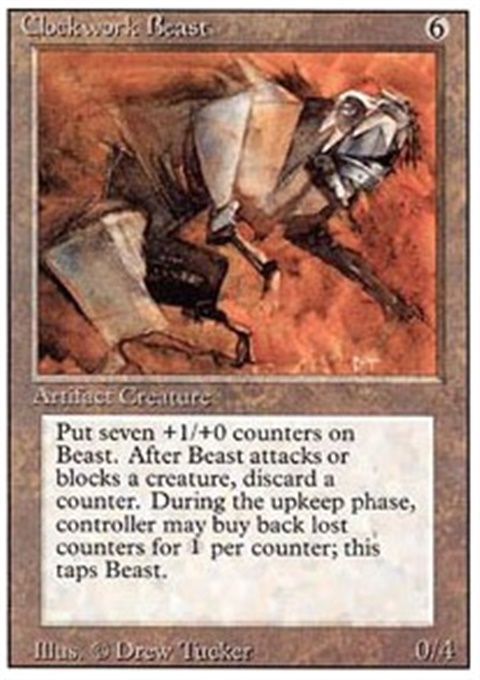 Clockwork Beast 6
Artifact Creature
Put seven +1/+0 counters on
Beast. After Beast attacks or
blocks a creature, discard a
counter. During the upkeep phase,
controller may buy back lost
counters for 1 per counter; this
taps Beast.
Illus. © Drew Tucker 0/4